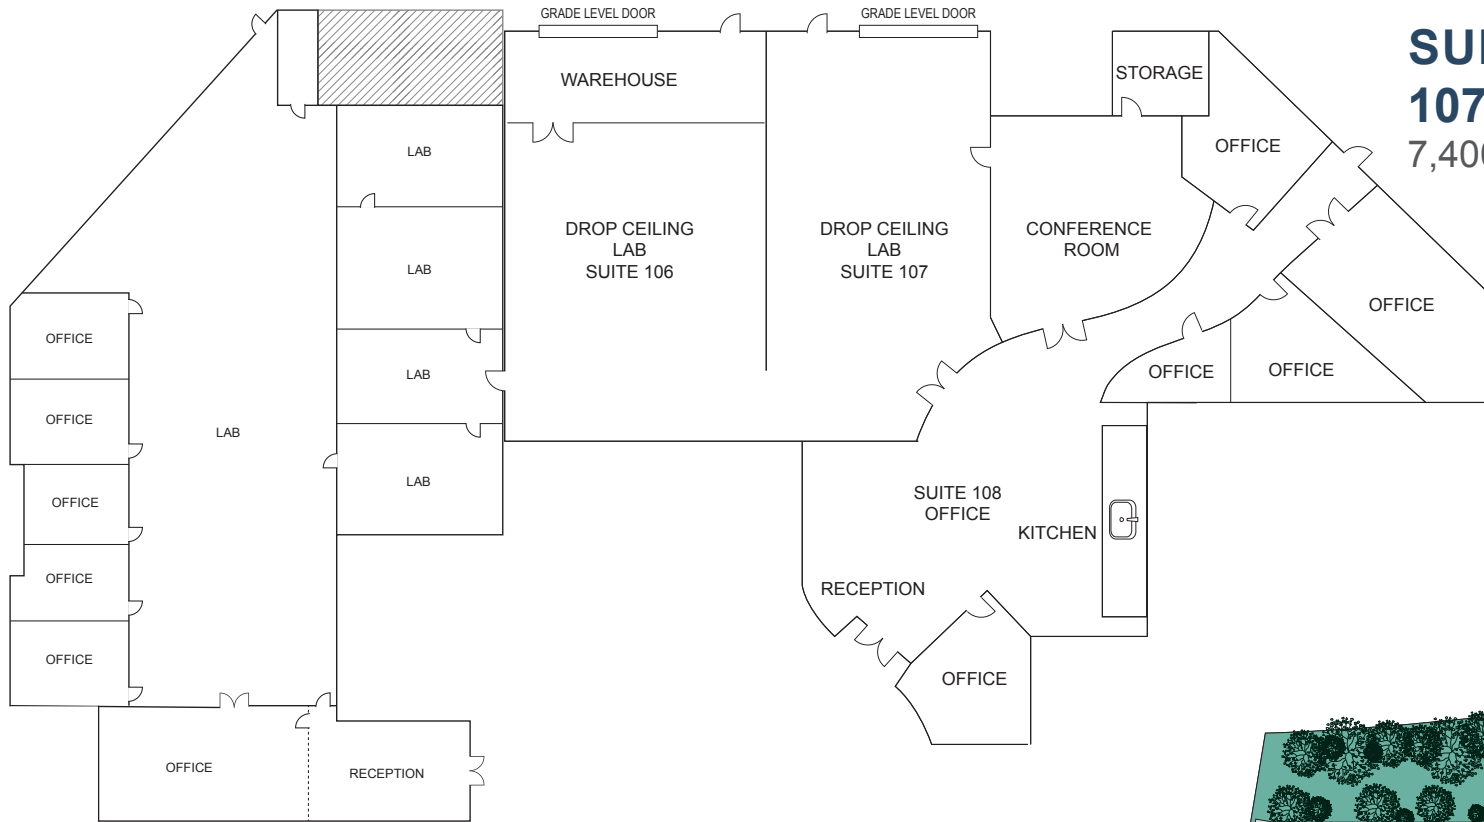 GRADE LEVEL DOOR
GRADE LEVEL DOOR
WAREHOUSE
STORAGE
107
LAB
OFFICE
DROP CEILING
LAB
SUITE 106
DROP CEILING
LAB
SUITE 107
CONFERENCE
ROOM
LAB
OFFICE
OFFICE
LAB
OFFICE
OFFICE
OFFICE
LAB
LAB
OFFICE
SUITE 108
OFFICE
KITCHEN
OFFICE
RECEPTION
OFFICE
OFFICE
OFFICE
RECEPTION